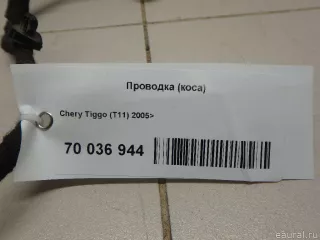 Проводка (коса)
Chery Tiggo (T11) 2005>
70 036 944
© eaural.ru